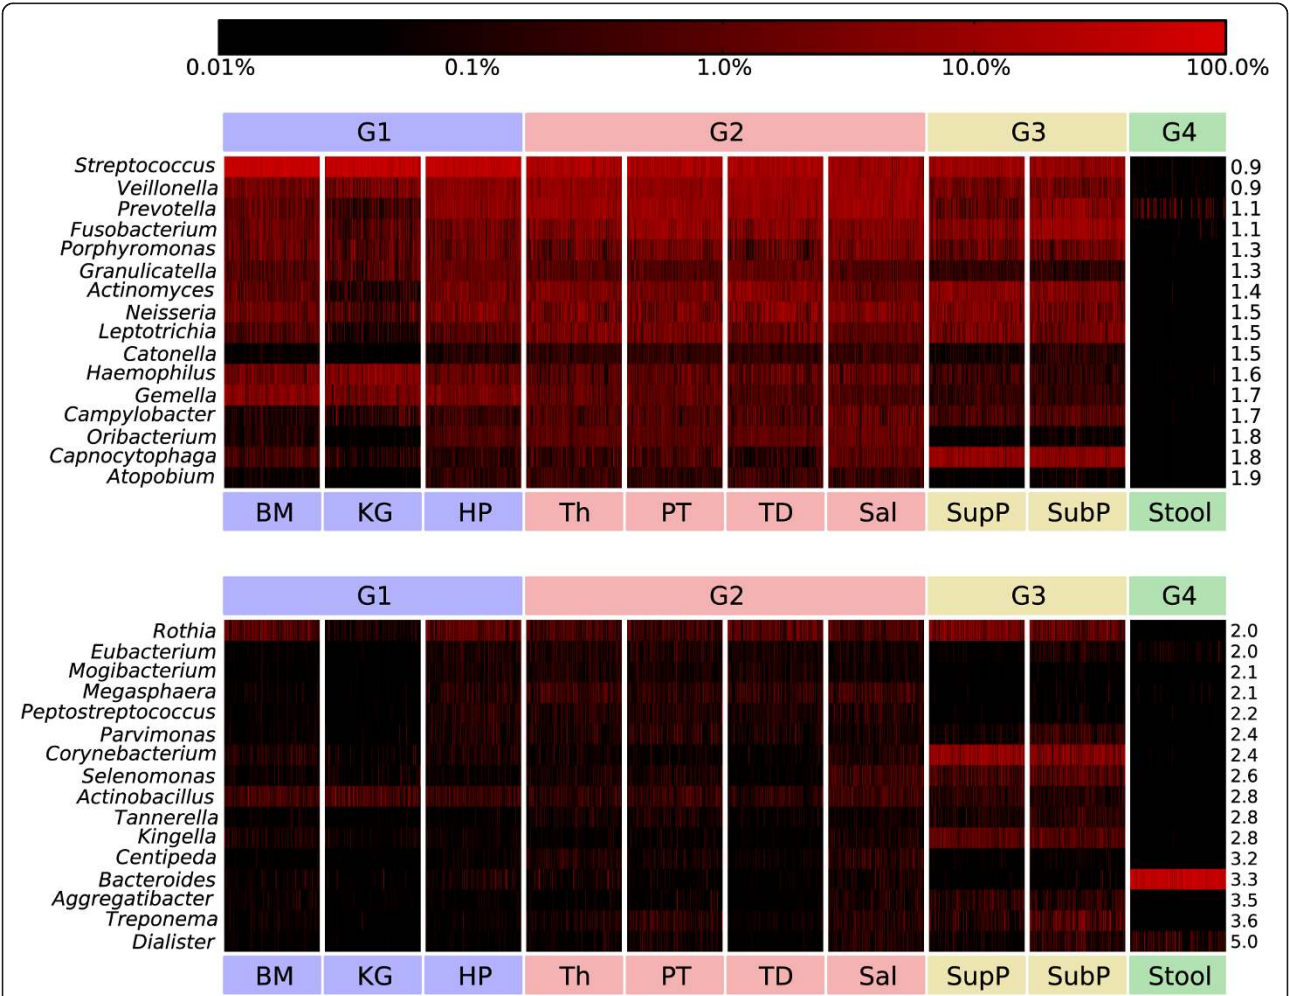 0.01% 0.1% 1.0% 10.0% 100.0%
G1 G2 G3 G4
Streptococcus 0.9
Veillonella 0.9
Prevotella 1.1
Fusobacterium 1.1
Porphyromonas 1.3
Granulicatella 1.3
Actinomyces 1.4
Neisseria 1.5
Leptotrichia 1.5
Catonella 1.5
Haemophilus 1.6
Gemella 1.7
Campylobacter 1.7
Oribacterium 1.8
Capnocytophaga 1.8
Atopobium 1.9
BM KG HP Th PT TD Sal SupP SubP Stool
G1 G2 G3 G4
Rothia 2.0
Eubacterium 2.0
Mogibacterium 2.1
Megasphaera 2.1
Peptostreptococcus 2.2
Parvimonas 2.4
Corynebacterium 2.4
Selenomonas 2.6
Actinobacillus 2.8
Tannerella 2.8
Kingella 2.8
Centipeda 3.2
Bacteroides 3.3
Aggregatibacter 3.5
Treponema 3.6
Dialister 5.0
BM KG HP Th PT TD Sal SupP SubP Stool